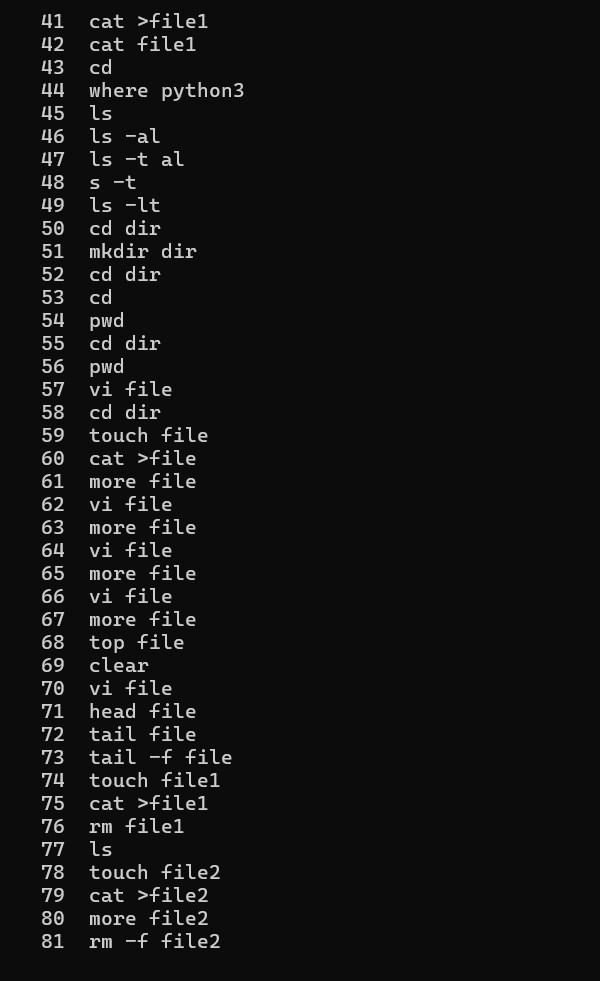 41 cat >file1
42 cat file1
43 cd
44 where python3
45 ls
46 ls -al
47 ls -t al
48 s -t
49 ls -lt
50 cd dir
51 mkdir dir
52 cd dir
53 cd
54 pwd
55 cd dir
56 pwd
57 vi file
58 cd dir
59 touch file
60 cat >file
61 more file
62 vi file
63 more file
64 vi file
65 more file
66 vi file
67 more file
68 top file
69 clear
70 vi file
71 head file
72 tail file
73 tail -f file
74 touch file1
75 cat >file1
76 rm file1
77 ls
78 touch file2
79 cat >file2
80 more file2
81 rm -f file2